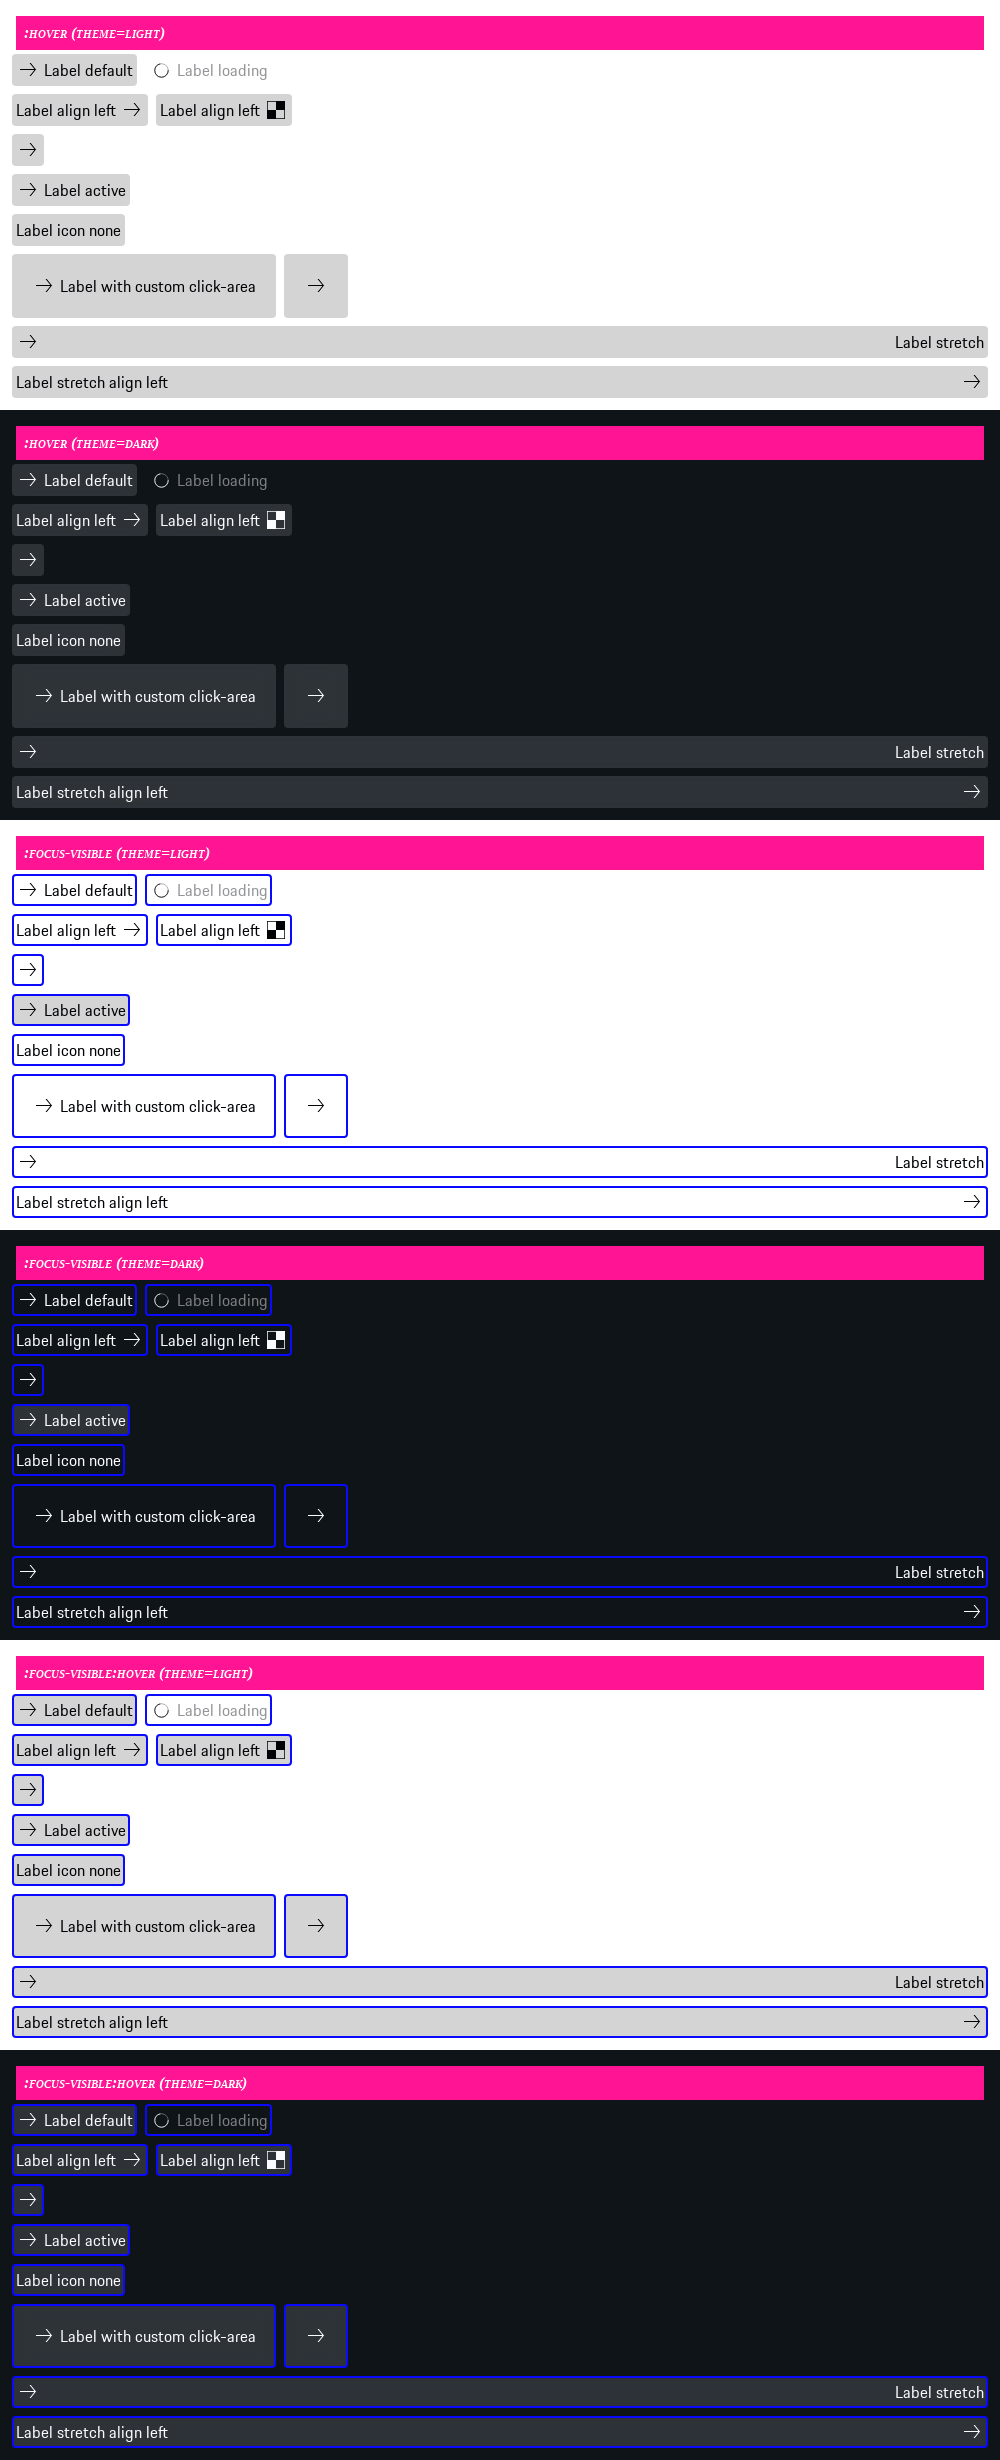 :HOVER (THEME=LIGHT)
Label default Label loading
Label align left Label align left
Label active
Label icon none
Label with custom click-area
Label stretch
Label stretch align left
:HOVER (THEME=DARK)
Label default Label loading
Label align left Label align left
Label active
Label icon none
Label with custom click-area
Label stretch
Label stretch align left
:FOCUS-VISIBLE (THEME=LIGHT)
Label default Label loading
Label align left Label align left
Label active
Label icon none
Label with custom click-area
Label stretch
Label stretch align left
:FOCUS-VISIBLE (THEME=DARK)
Label default Label loading
Label align left Label align left
Label active
Label icon none
Label with custom click-area
Label stretch
Label stretch align left
:FOCUS-VISIBLE:HOVER (THEME=LIGHT)
Label default Label loading
Label align left Label align left
Label active
Label icon none
Label with custom click-area
Label stretch
Label stretch align left
:FOCUS-VISIBLE:HOVER (THEME=DARK)
Label default Label loading
Label align left Label align left
Label active
Label icon none
Label with custom click-area
Label stretch
Label stretch align left